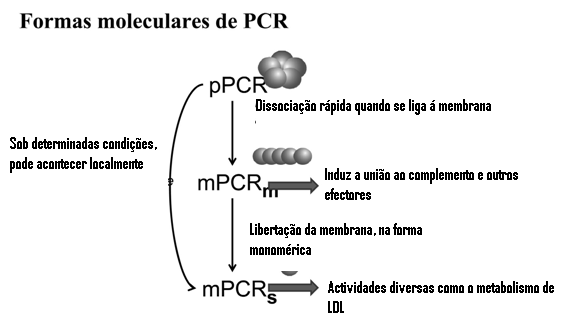 Formas moleculares de PCR
pPCR
Dissociação rápida quando se liga á membrana
Sob determinadas condições,
pode acontecer localmente
mPCRm
Induz a união ao complemento e outros
efectores
Libertação da membrana, na forma
monomérica
mPCRs
Actividades diversas como o metabolismo de
LDL